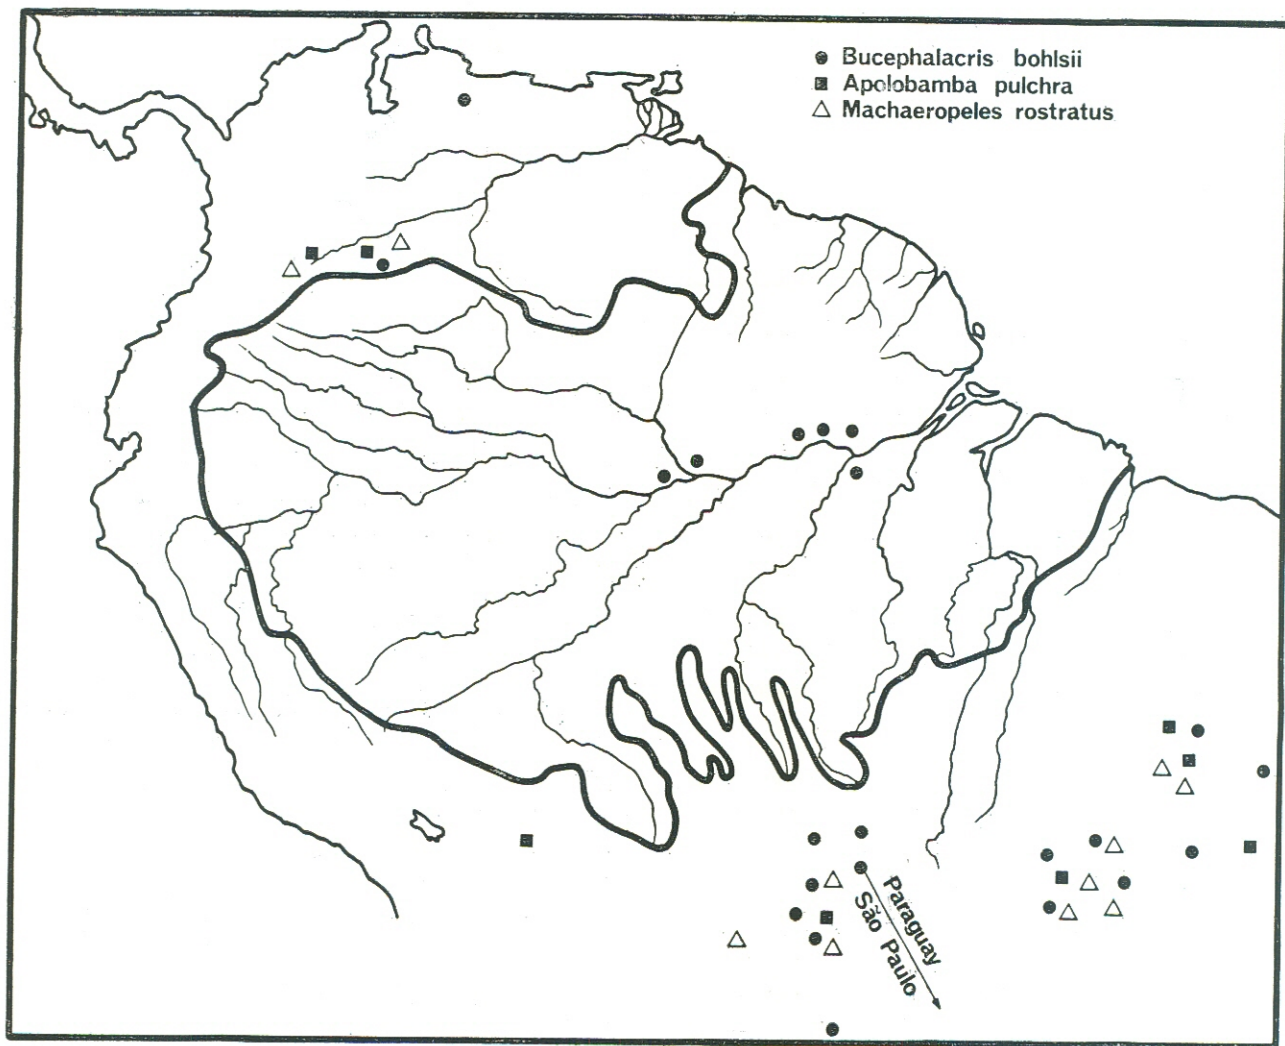 Bucephalacris bohlsii
Apolobamba pulchra
Machaeropeles rostratus
Paraguay
São Paulo